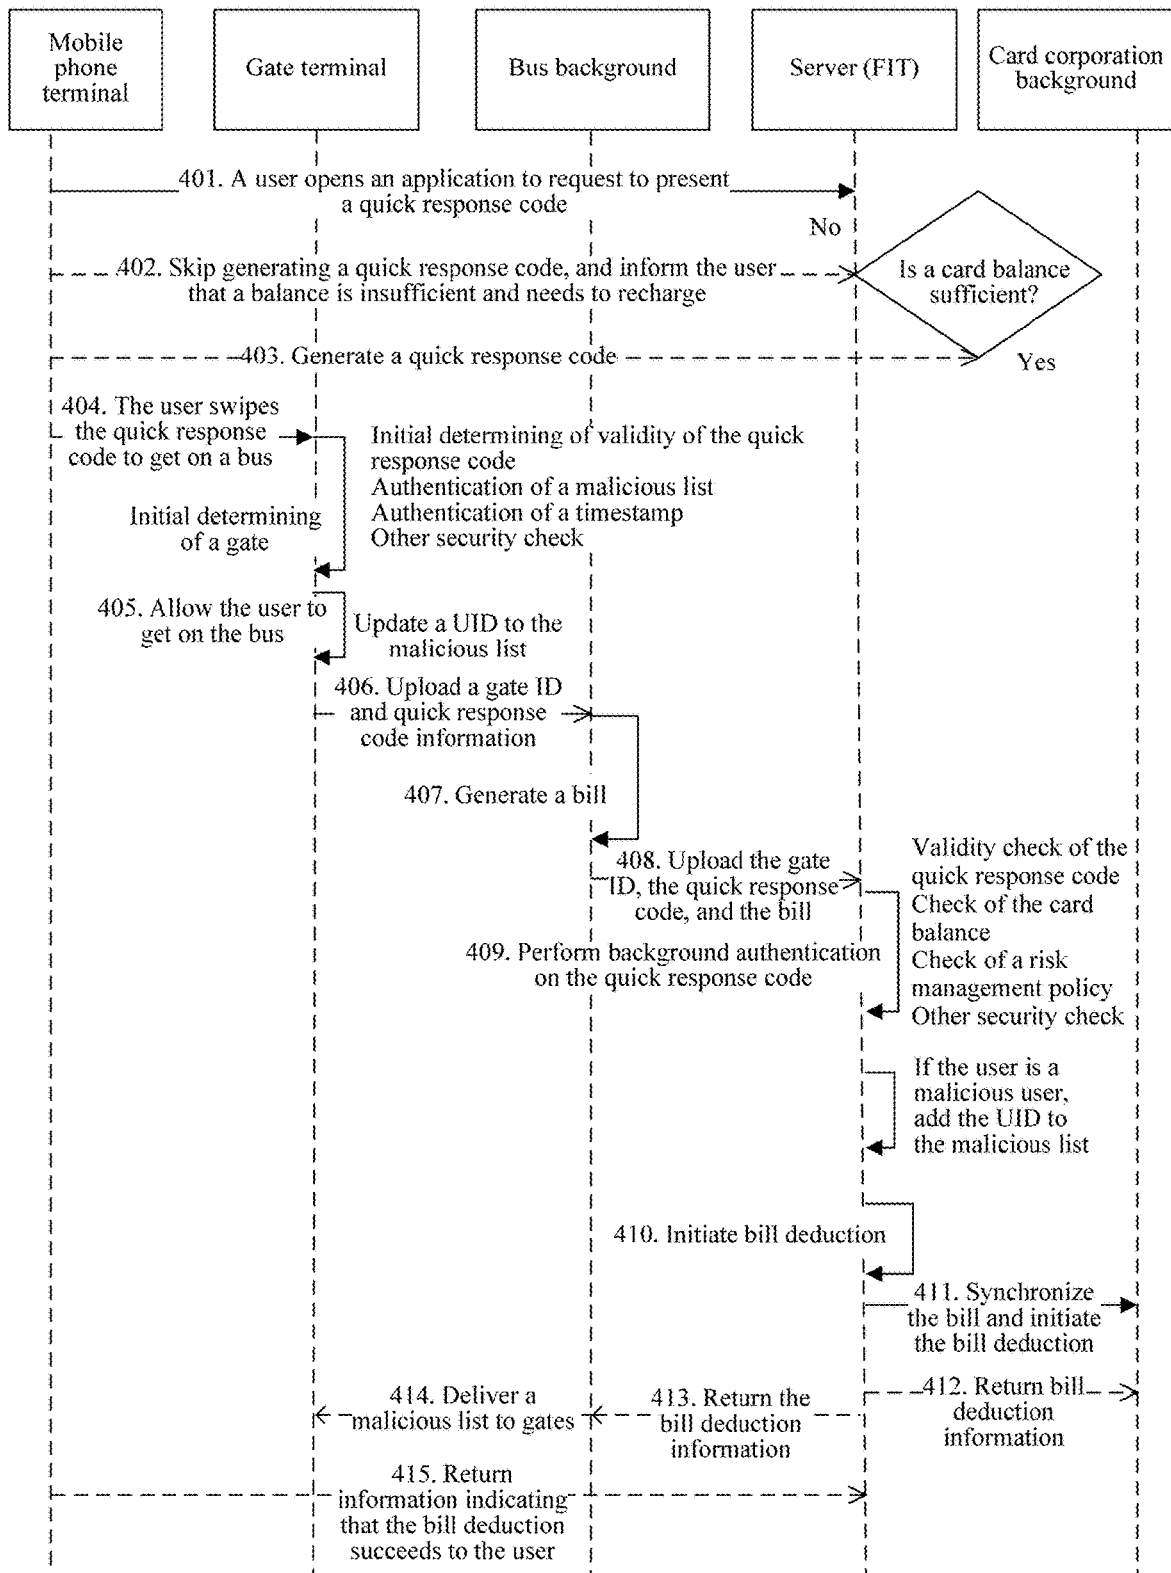 Mobile
phone
terminal
Gate terminal
Bus background
Server (FIT)
Card corporation
background
401. A user opens an application to request to present
a quick response code
No
402. Skip generating a quick response code, and inform the user
that a balance is insufficient and needs to recharge
Is a card balance
sufficient?
403. Generate a quick response code
Yes
404. The user swipes
the quick response
code to get on a bus
Initial determining of validity of the quick
response code
Authentication of a malicious list
Authentication of a timestamp
Other security check
Initial determining
of a gate
405. Allow the user to
get on the bus
Update a UID to the
malicious list
406. Upload a gate ID
and quick response
code information
407. Generate a bill
408. Upload the gate
ID, the quick response
code, and the bill
Validity check of the
quick response code
Check of the card
balance
Check of a risk
management policy
Other security check
409. Perform background authentication
on the quick response code
If the user is a
malicious user,
add the UID to
the malicious list
410. Initiate bill deduction
411. Synchronize
the bill and initiate
the bill deduction
412. Return bill
deduction
information
413. Return the
bill deduction
information
414. Deliver a
malicious list to gates
415. Return
information indicating
that the bill deduction
succeeds to the user